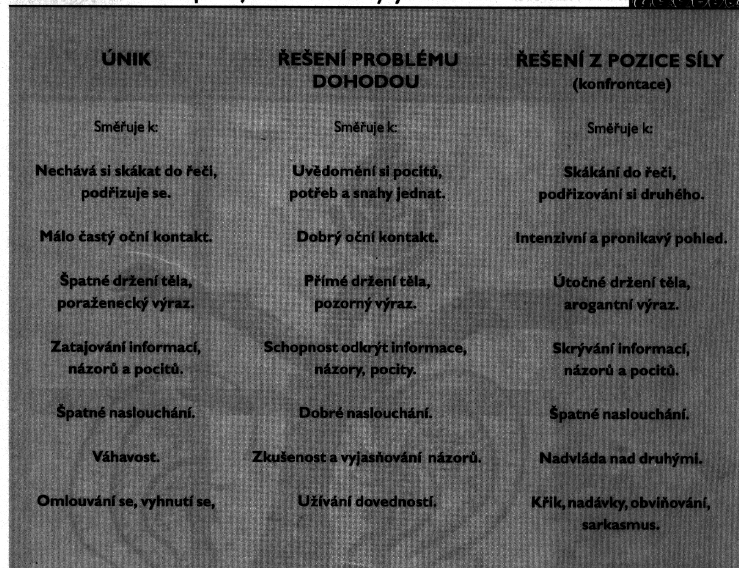 ÚNIK
Směřuje k:
Nechává si skákat do řeči,
podřizuje se.
Málo častý oční kontakt.
Špatné držení těla,
poraženecký výraz.
Zatajování informací,
názorů a pocitů.
Špatné naslouchání.
Váhavost.
Omlouvání se, vyhnutí se,
ŘEŠENÍ PROBLÉMU
DOHODOU
Směřuje k:
Uvědomění si pocitů,
potřeb a snahy jednat.
Dobrý oční kontakt.
Přímé držení těla,
pozorný výraz.
Schopnost odkrýt informace,
názory, pocity.
Dobré naslouchání.
Zkušenost a vyjasňování názorů.
Užívání dovedností.
ŘEŠENÍ Z POZICE SÍLY
(konfrontace)
Směřuje k:
Skákání do řeči,
podřizování si druhého.
Intenzivní a pronikavý pohled.
Útočné držení těla,
arogantní výraz.
Skrývání informací,
názorů a pocitů.
Špatné naslouchání.
Nadvláda nad druhými.
Křik, nadávky, obviňování,
sarkasmus.